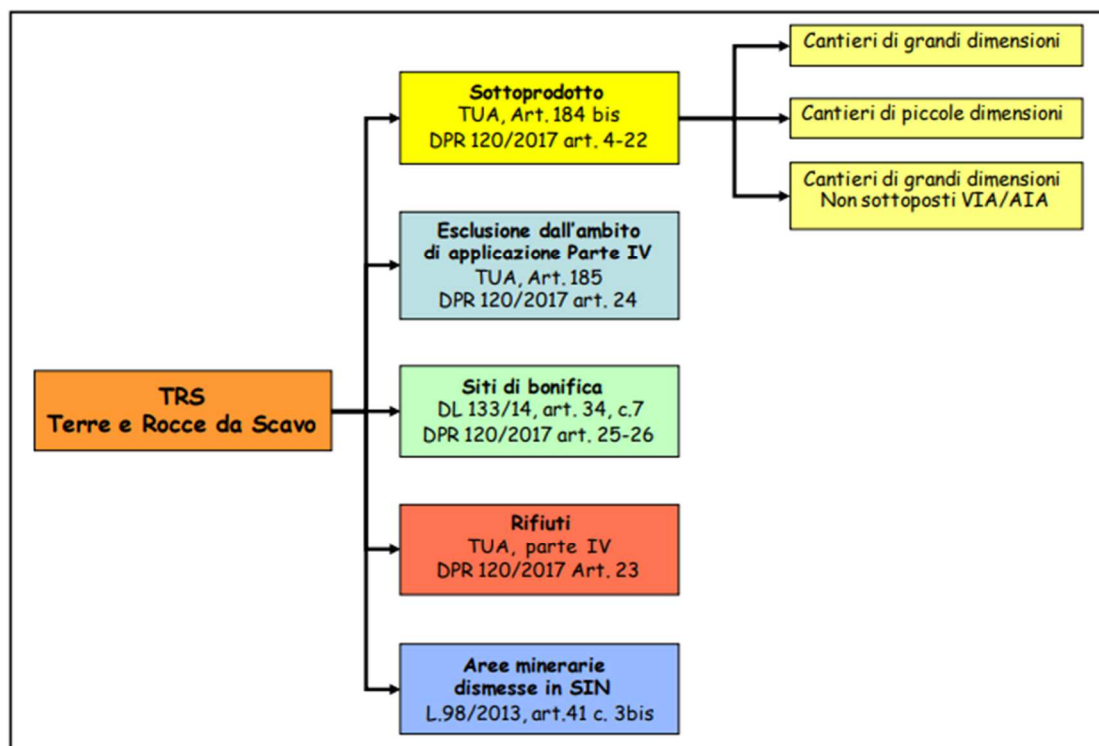 TRS
Terre e Rocce da Scavo
Sottoprodotto
TUA, Art. 184 bis
DPR 120/2017 art. 4-22
Cantieri di grandi dimensioni
Cantieri di piccole dimensioni
Cantieri di grandi dimensioni
Non sottoposti VIA/AIA
Esclusione dall'ambito
di applicazione Parte IV
TUA, Art. 185
DPR 120/2017 art. 24
Siti di bonifica
DL 133/14, art. 34, c.7
DPR 120/2017 art. 25-26
Rifiuti
TUA, parte IV
DPR 120/2017 Art. 23
Aree minerarie
dismesse in SIN
L.98/2013, art.41 c. 3bis